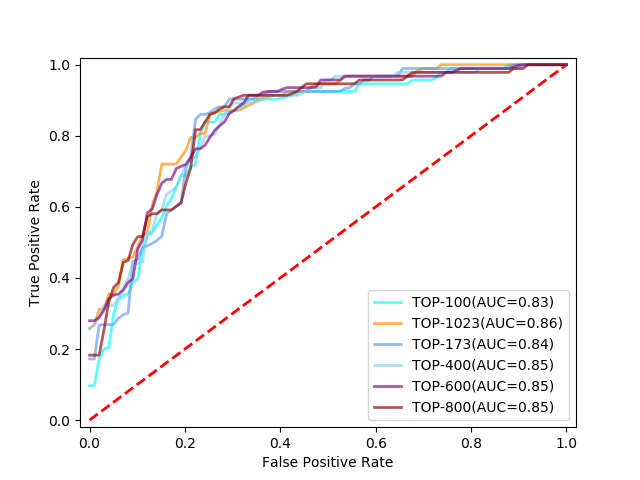 1.0
0.8
0.6
0.4
0.2
0.0
True Positive Rate
0.0 0.2 0.4 0.6 0.8 1.0
False Positive Rate
TOP-100(AUC=0.83)
TOP-1023(AUC=0.86)
TOP-173(AUC=0.84)
TOP-400(AUC=0.85)
TOP-600(AUC=0.85)
TOP-800(AUC=0.85)